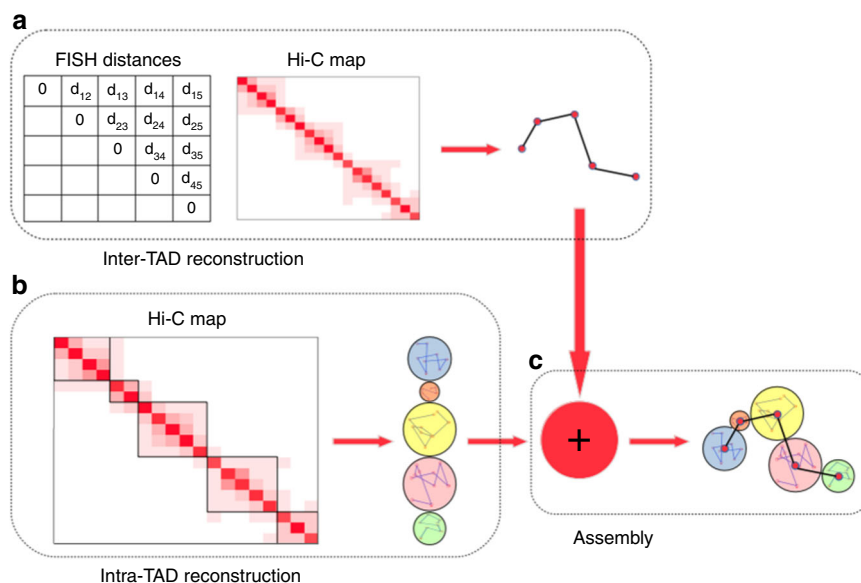 a
FISH distances
Hi-C map
0 d12 d13 d14 d15
0 d23 d24 d25
0 d34 d35
0 d45
0
Inter-TAD reconstruction
b
Hi-C map
c
+
Assembly
Intra-TAD reconstruction